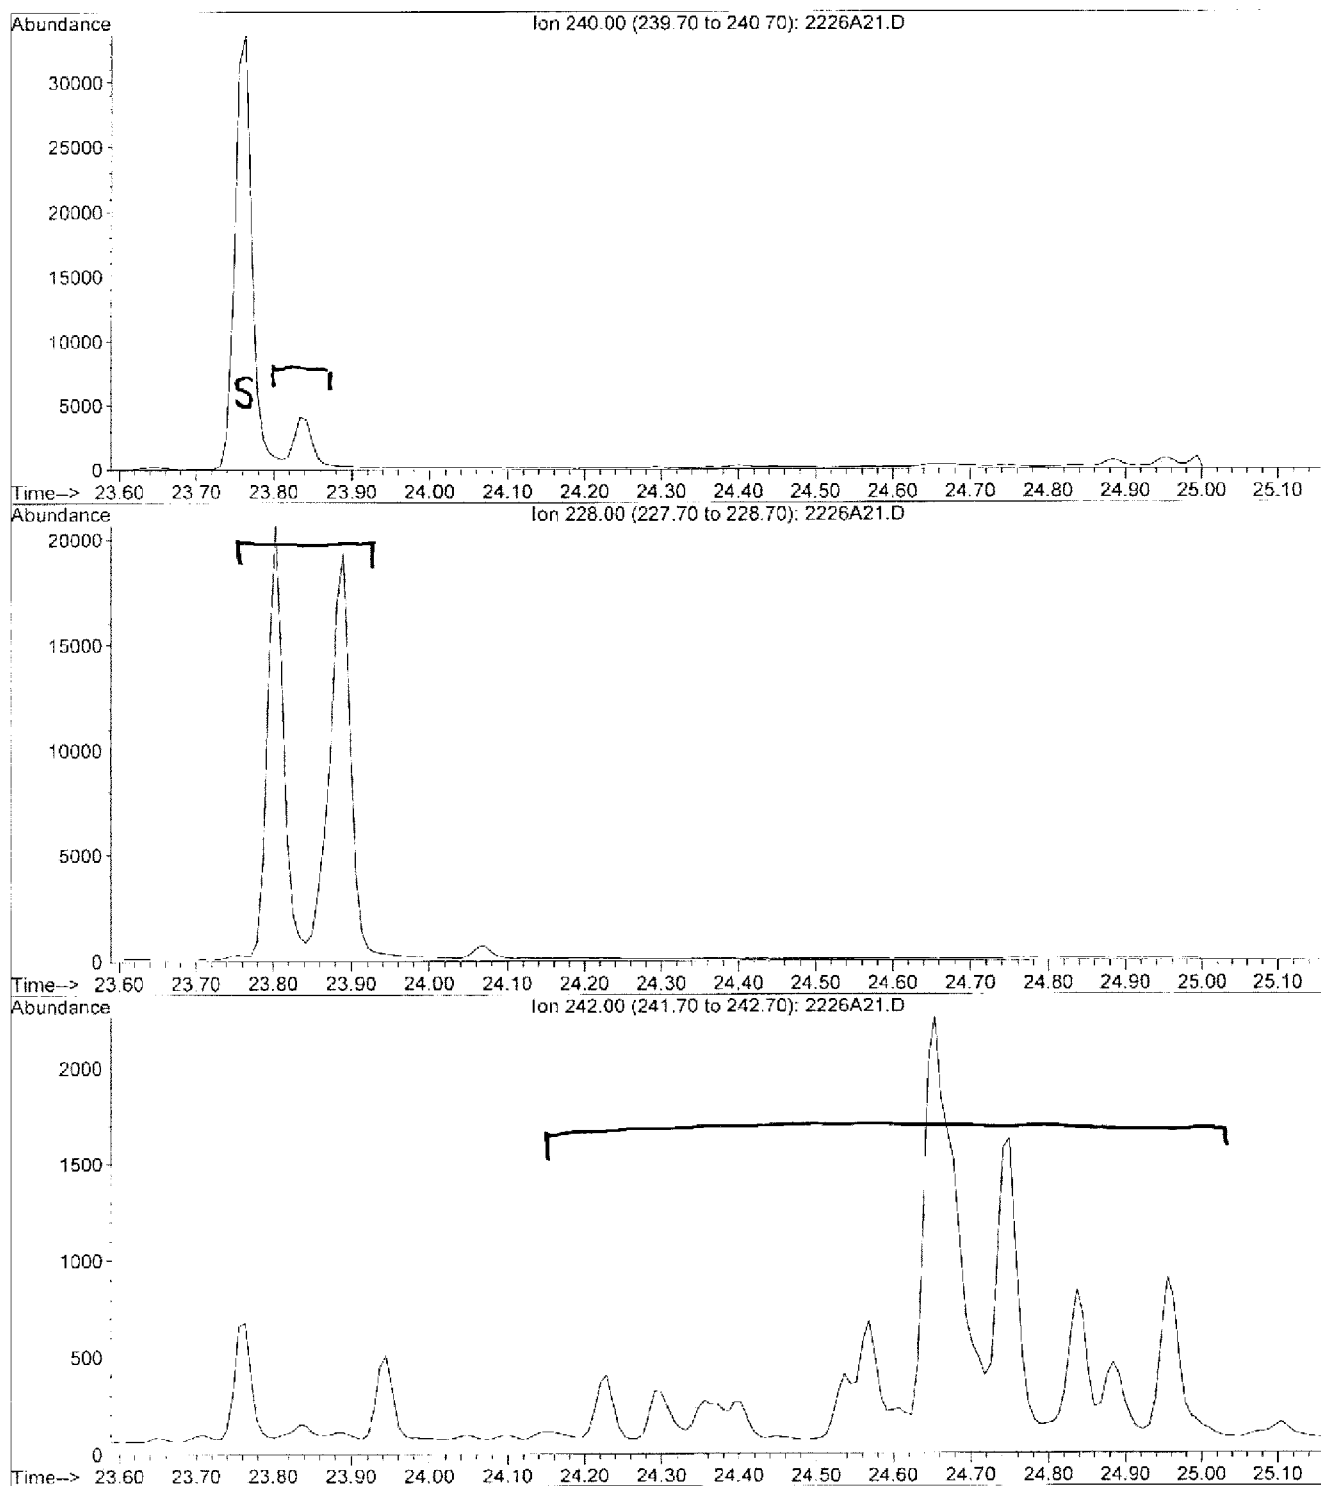 Abundance
Ion 240.00 (239.70 to 240.70): 2226A21.D
30000
25000
20000
15000
10000
S
5000
0
Time--> 23.60 23.70 23.80 23.90 24.00 24.10 24.20 24.30 24.40 24.50 24.60 24.70 24.80 24.90 25.00 25.10
Abundance
Ion 228.00 (227.70 to 228.70): 2226A21.D
20000
15000
10000
5000
0
Time--> 23.60 23.70 23.80 23.90 24.00 24.10 24.20 24.30 24.40 24.50 24.60 24.70 24.80 24.90 25.00 25.10
Abundance
Ion 242.00 (241.70 to 242.70): 2226A21.D
2000
1500
1000
500
0
Time--> 23.60 23.70 23.80 23.90 24.00 24.10 24.20 24.30 24.40 24.50 24.60 24.70 24.80 24.90 25.00 25.10